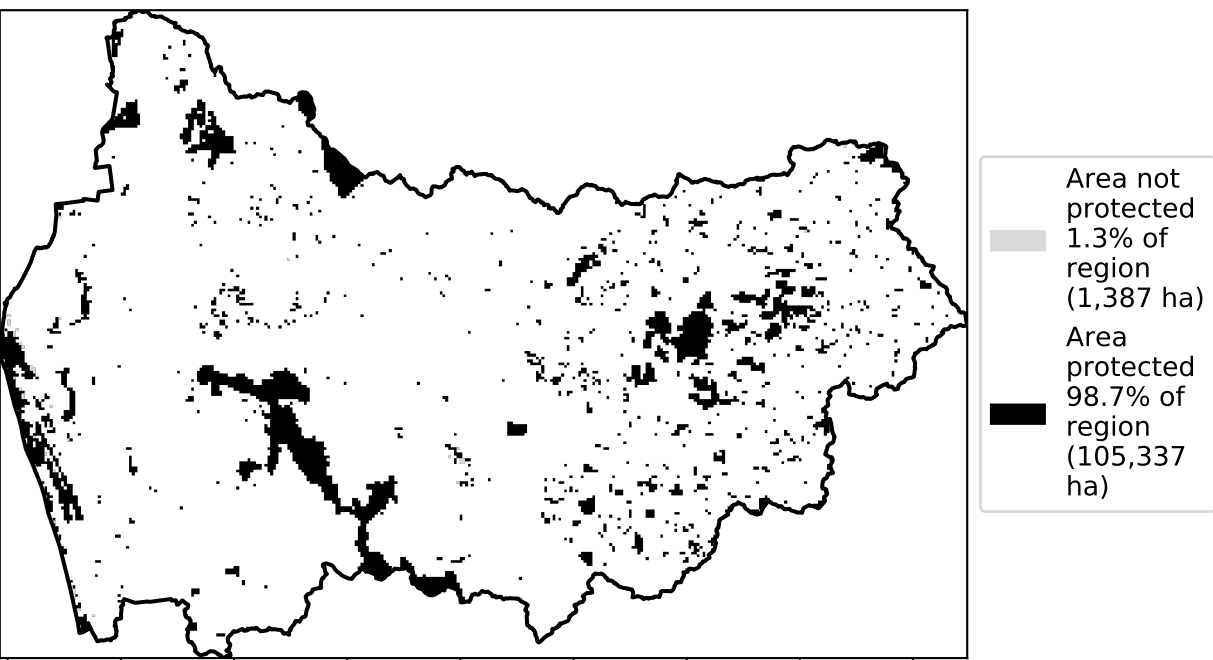 Area not
protected
1.3% of
region
(1,387 ha)
Area
protected
98.7% of
region
(105,337
ha)